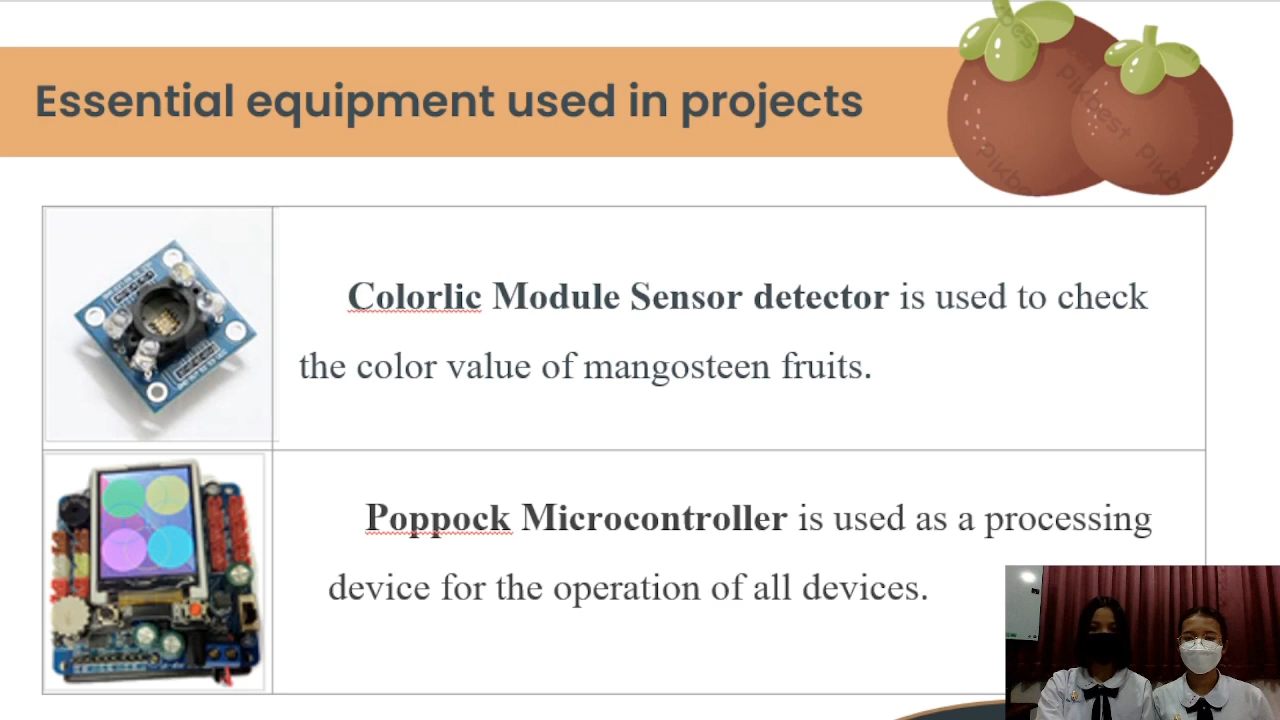 Essential equipment used in projects
Colorlic Module Sensor detector is used to check
the color value of mangosteen fruits.
Poppock Microcontroller is used as a processing
device for the operation of all devices.
pikbest